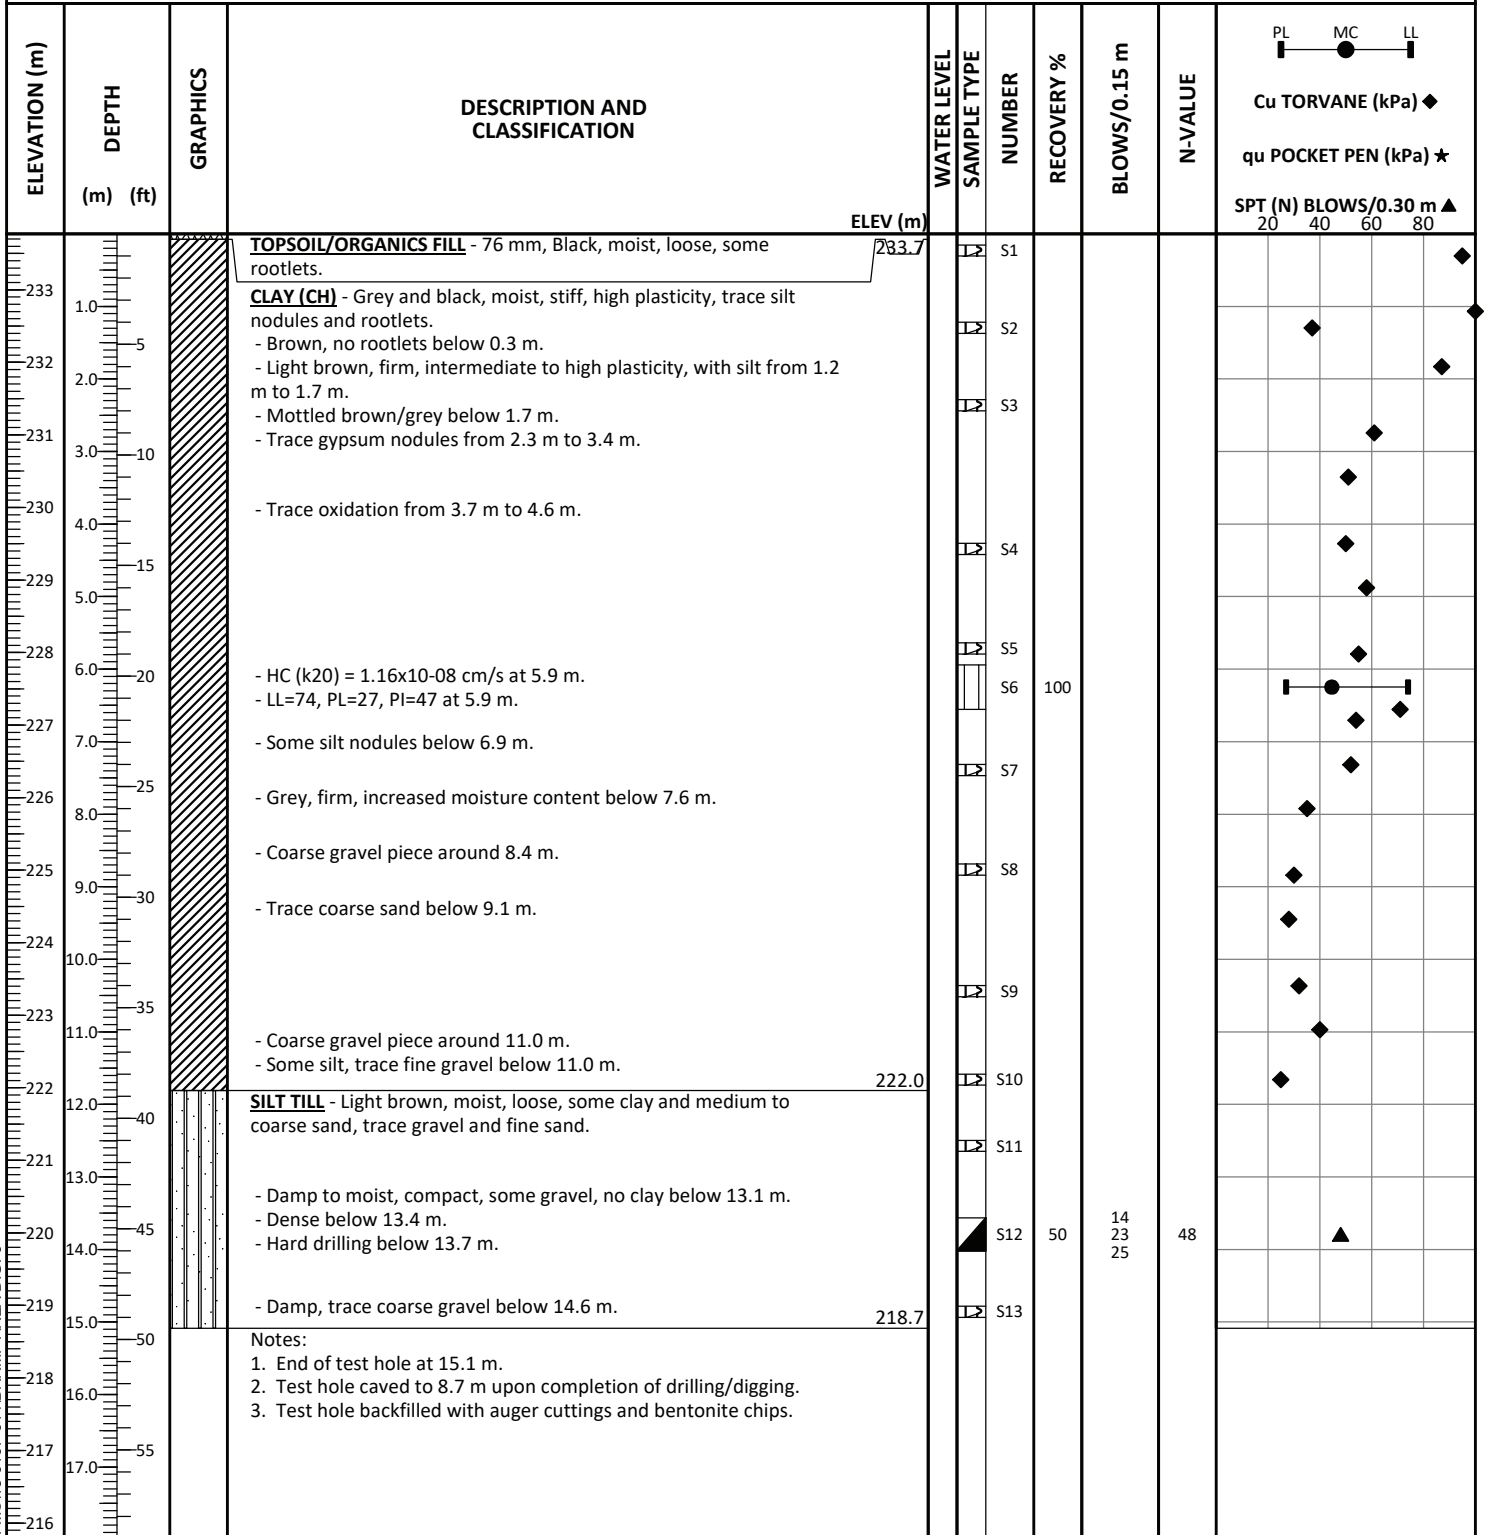 ELEVATION (m)
DEPTH
(m) (ft)
GRAPHICS
DESCRIPTION AND
CLASSIFICATION
ELEV (m)
WATER LEVEL
SAMPLE TYPE
NUMBER
RECOVERY %
BLOWS/0.15 m
N-VALUE
PL MC LL
Cu TORVANE (kPa) ◆
qu POCKET PEN (kPa) ★
SPT (N) BLOWS/0.30 m ▲
20 40 60 80
TOPSOIL/ORGANICS FILL - 76 mm, Black, moist, loose, some 233.7 S1
rootlets.
233
CLAY (CH) - Grey and black, moist, stiff, high plasticity, trace silt
1.0
nodules and rootlets. S2
5 - Brown, no rootlets below 0.3 m.
232 - Light brown, firm, intermediate to high plasticity, with silt from 1.2
2.0 m to 1.7 m.
- Mottled brown/grey below 1.7 m. S3
231 - Trace gypsum nodules from 2.3 m to 3.4 m.
3.0 10
230 - Trace oxidation from 3.7 m to 4.6 m.
4.0
S4
15
229
5.0
228 S5
6.0 20 - HC (k20) = 1.16x10-08 cm/s at 5.9 m.
S6 100
- LL=74, PL=27, PI=47 at 5.9 m.
227
7.0 - Some silt nodules below 6.9 m.
S7
25
226 - Grey, firm, increased moisture content below 7.6 m.
8.0
- Coarse gravel piece around 8.4 m.
225 S8
9.0
30
- Trace coarse sand below 9.1 m.
224
10.0
S9
35
223
11.0
- Coarse gravel piece around 11.0 m.
- Some silt, trace fine gravel below 11.0 m.
222 222.0 S10
12.0 SILT TILL - Light brown, moist, loose, some clay and medium to
40 coarse sand, trace gravel and fine sand.
S11
221
13.0
- Damp to moist, compact, some gravel, no clay below 13.1 m.
14
- Dense below 13.4 m.
220 45 S12 50 23 48
14.0 - Hard drilling below 13.7 m.
25
219 - Damp, trace coarse gravel below 14.6 m. S13
15.0 218.7
50 Notes:
1. End of test hole at 15.1 m.
218
2. Test hole caved to 8.7 m upon completion of drilling/digging.
16.0
3. Test hole backfilled with auger cuttings and bentonite chips.
217 55
17.0
216